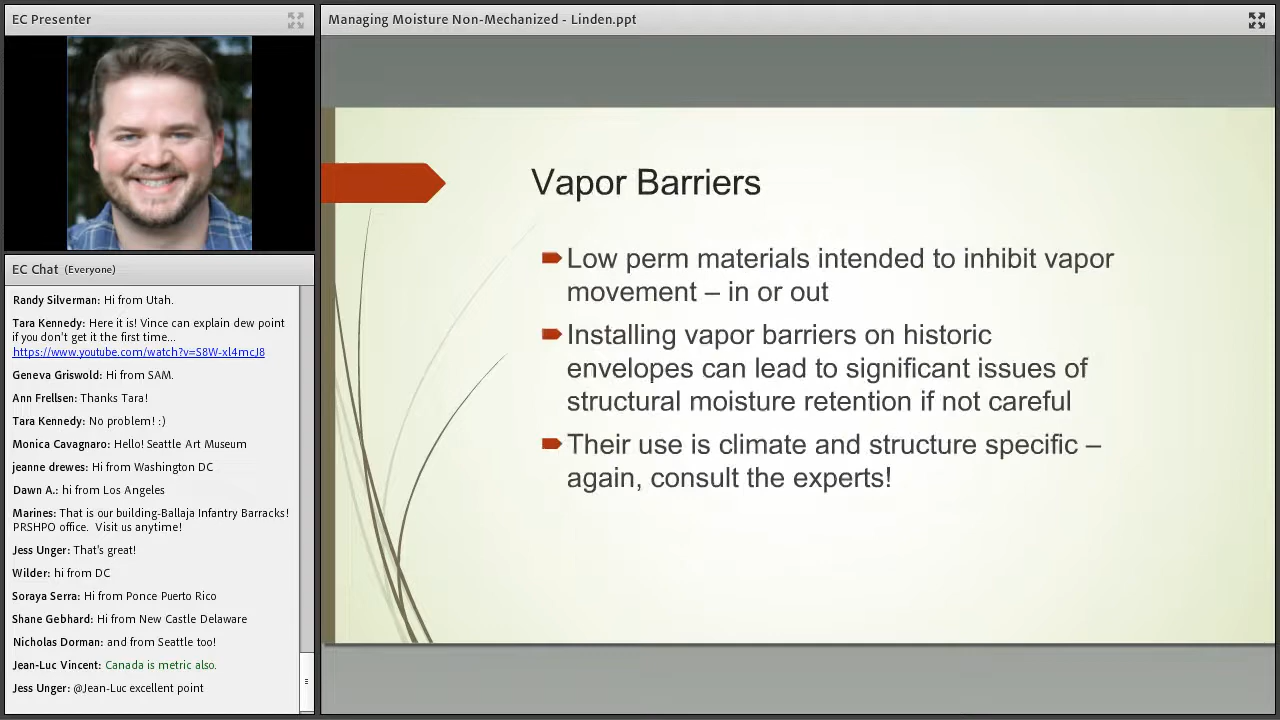 EC Presenter
Managing Moisture Non-Mechanized - Linden.ppt
EC Chat (Everyone)
Randy Silverman: Hi from Utah.
Tara Kennedy: Here it is! Vince can explain dew point
if you don't get it the first time...
https://www.youtube.com/watch?v=S8W-xl4mcJ8
Geneva Griswold: Hi from SAM.
Ann Frellsen: Thanks Tara!
Tara Kennedy: No problem! :)
Monica Cavagnaro: Hello! Seattle Art Museum
jeanne drewes: Hi from Washington DC
Dawn A.: hi from Los Angeles
Marines: That is our building-Ballaja Infantry Barracks!
PRSHPO office.  Visit us anytime!
Jess Unger: That's great!
Wilder: hi from DC
Soraya Serra: Hi from Ponce Puerto Rico
Shane Gebhard: Hi from New Castle Delaware
Nicholas Dorman: and from Seattle too!
Jean-Luc Vincent: Canada is metric also.
Jess Unger: @Jean-Luc excellent point
Vapor Barriers
Low perm materials intended to inhibit vapor
movement – in or out
Installing vapor barriers on historic
envelopes can lead to significant issues of
structural moisture retention if not careful
Their use is climate and structure specific –
again, consult the experts!